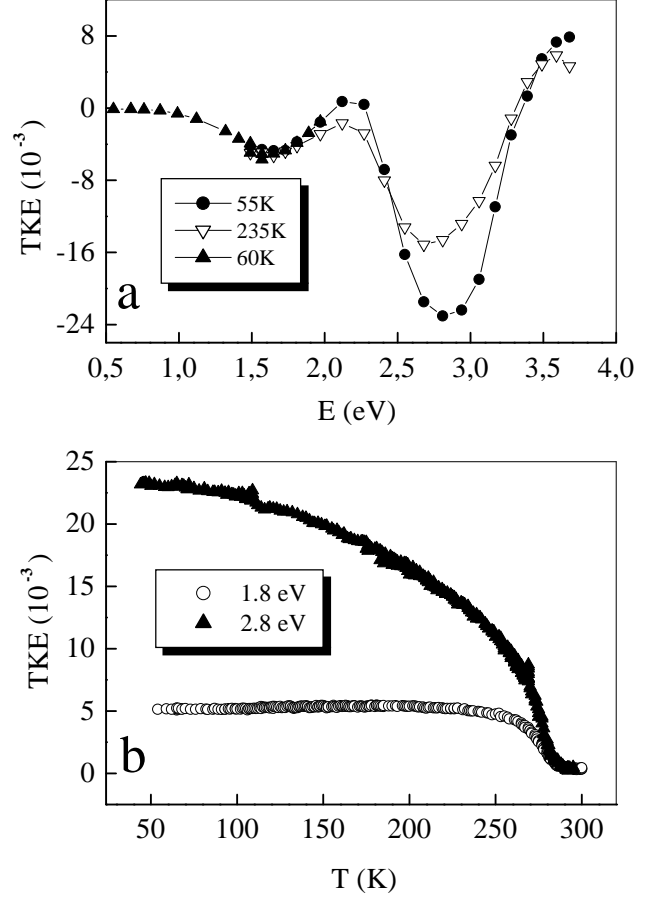 8
0
-8
-16
-24
TKE (10⁻³)
55K
235K
60K
a
0,5 1,0 1,5 2,0 2,5 3,0 3,5 4,0
E (eV)
25
20
15
10
5
0
TKE (10⁻³)
1.8 eV
2.8 eV
b
50 100 150 200 250 300
T (K)